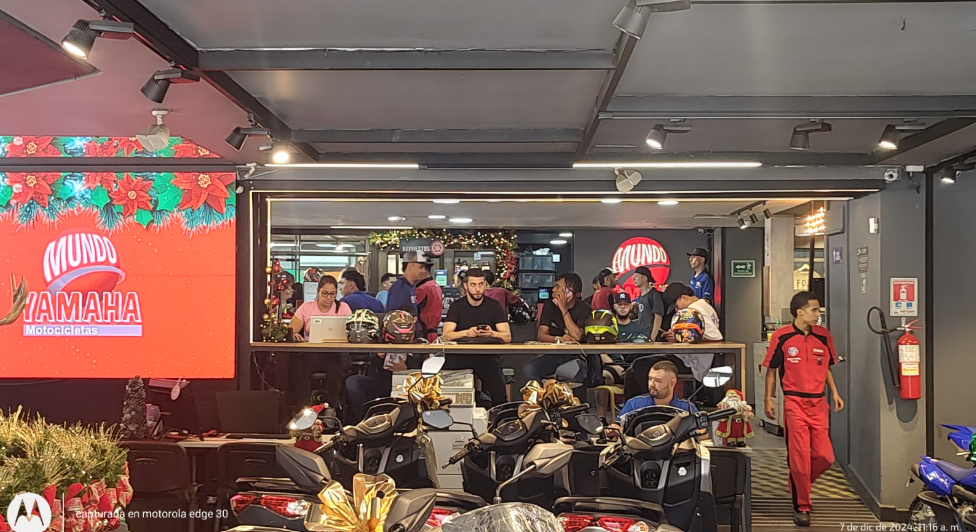 MUNDO
YAMAHA
Motocicletas
REPUESTOS
MUNDO
capturada en motorola edge 30
7 de dic de 2024, 11:16 a. m.